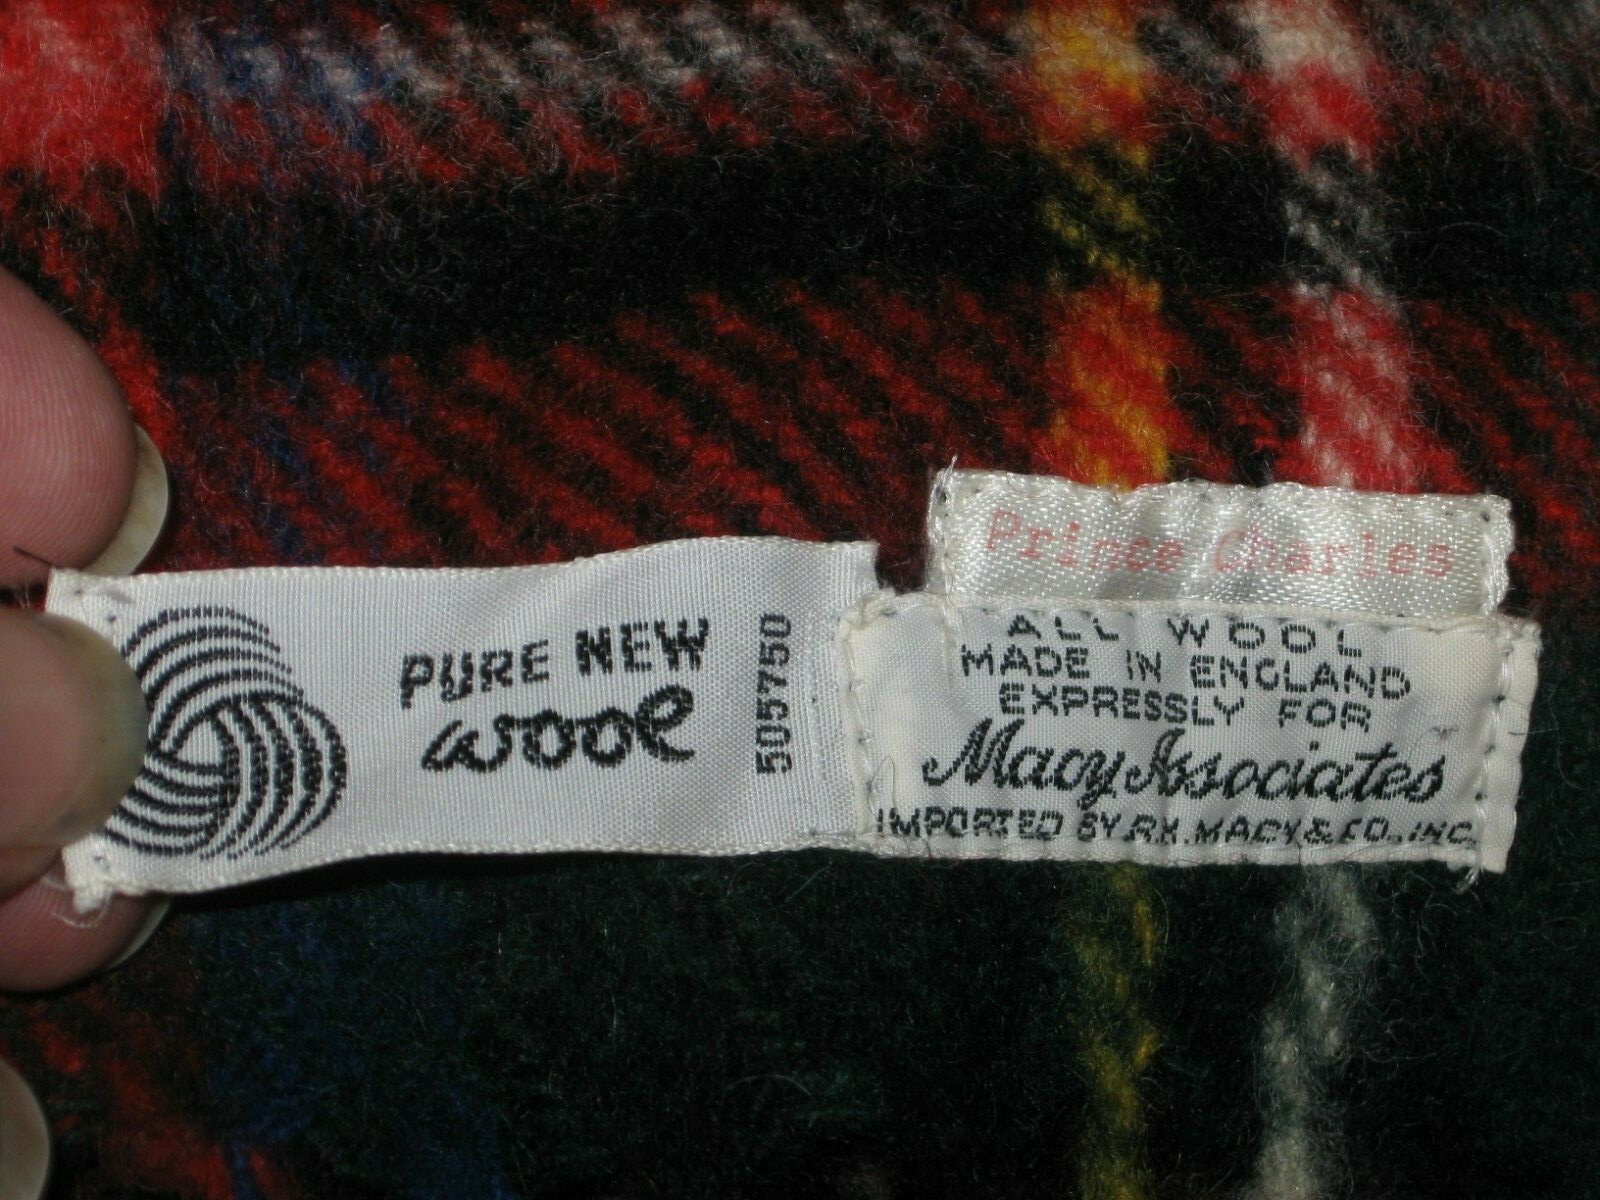 PURE NEW
wool
505750
Prince Charles
ALL WOOL
MADE IN ENGLAND
EXPRESSLY FOR
Macy Associates
IMPORTED BY R.H. MACY & CO., INC.